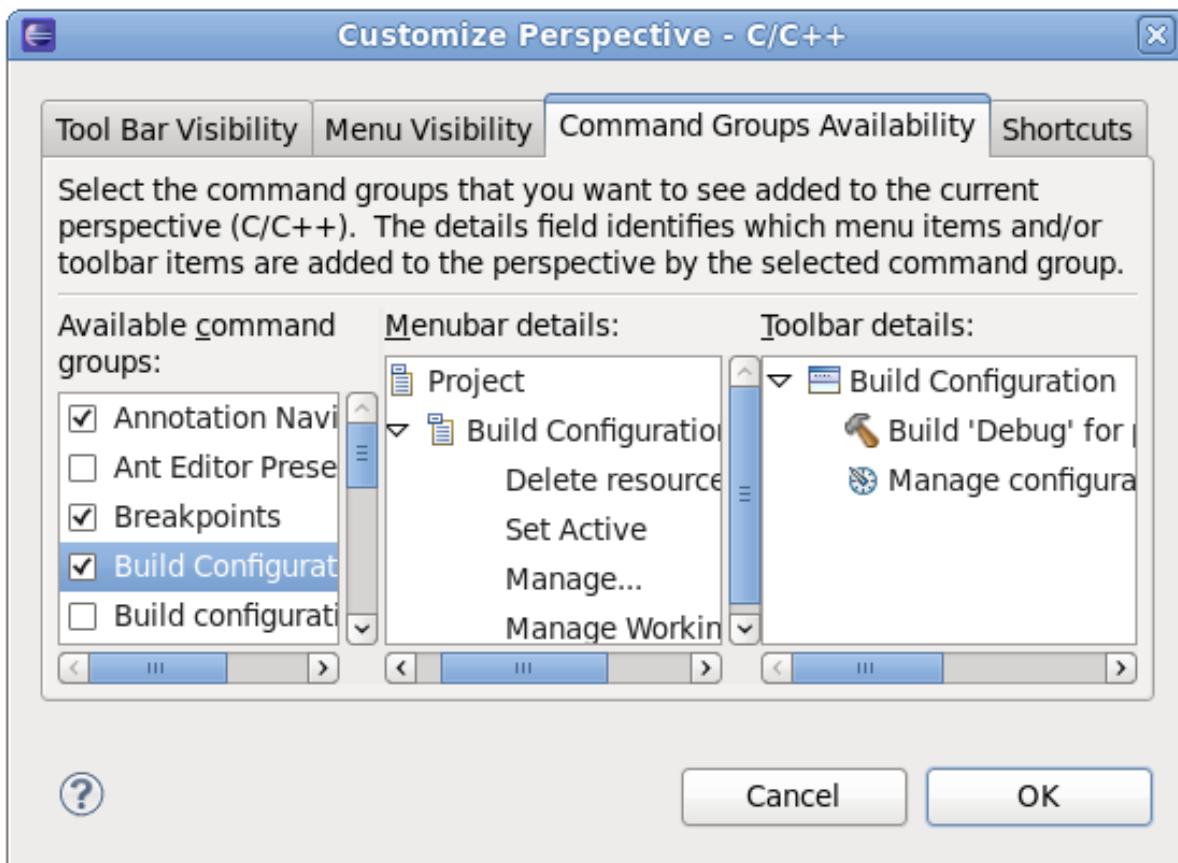 Customize Perspective - C/C++
Tool Bar Visibility
Menu Visibility
Command Groups Availability
Shortcuts
Select the command groups that you want to see added to the current
perspective (C/C++).  The details field identifies which menu items and/or
toolbar items are added to the perspective by the selected command group.
Available command
groups:
Annotation Navi
Ant Editor Prese
Breakpoints
Build Configurat
Build configurati
Menubar details:
Project
Build Configuration
Delete resource
Set Active
Manage...
Manage Workin
Toolbar details:
Build Configuration
Build 'Debug' for
Manage configura
?
Cancel
OK